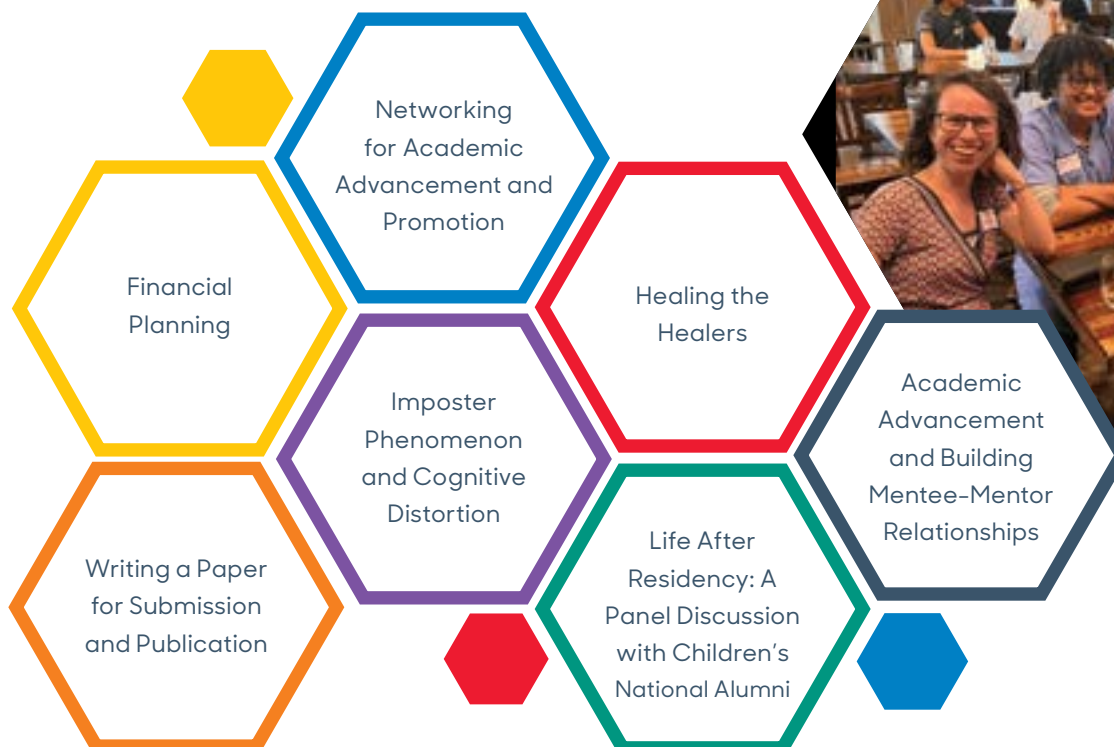 Networking
for Academic
Advancement and
Promotion
Financial
Planning
Healing the
Healers
Imposter
Phenomenon
and Cognitive
Distortion
Academic
Advancement
and Building
Mentee-Mentor
Relationships
Writing a Paper
for Submission
and Publication
Life After
Residency: A
Panel Discussion
with Children’s
National Alumni